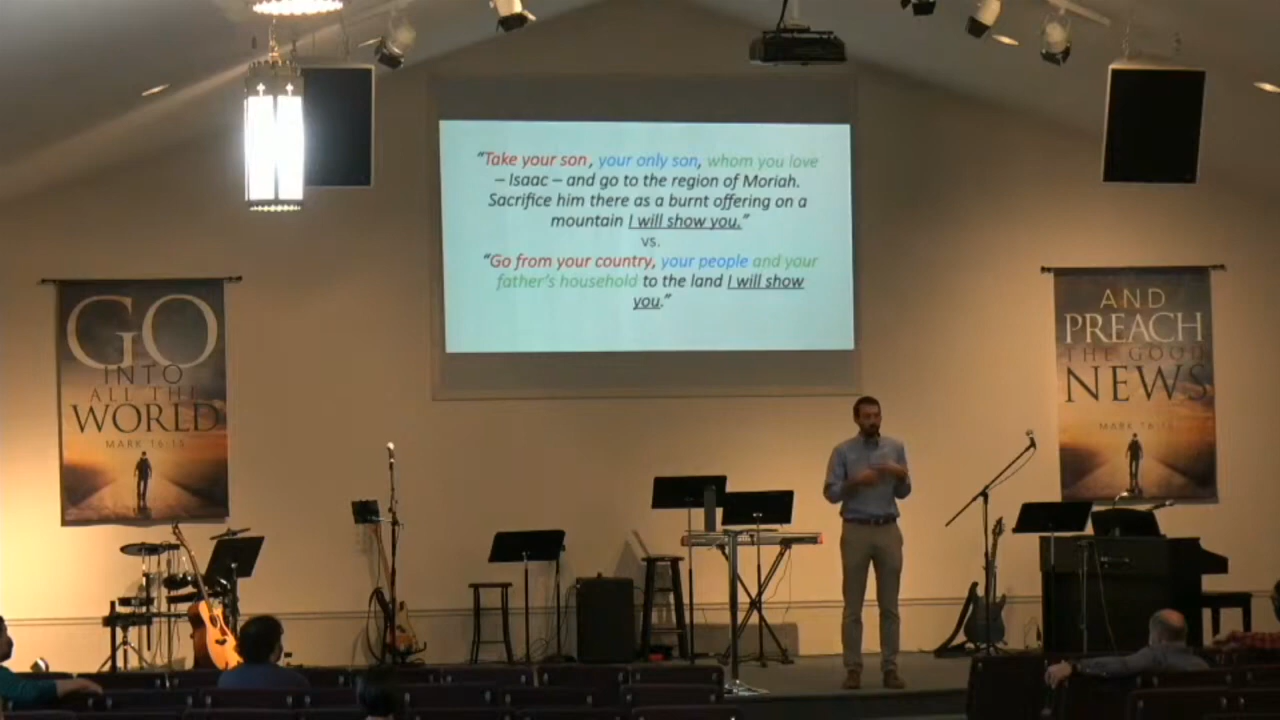 “Take your son, your only son, whom you love
– Isaac – and go to the region of Moriah.
Sacrifice him there as a burnt offering on a
mountain I will show you.”
vs.
“Go from your country, your people and your
father’s household to the land I will show
you.”
GO
INTO
ALL THE
WORLD
MARK 16:15
AND
PREACH
THE GOOD
NEWS
MARK 16:15